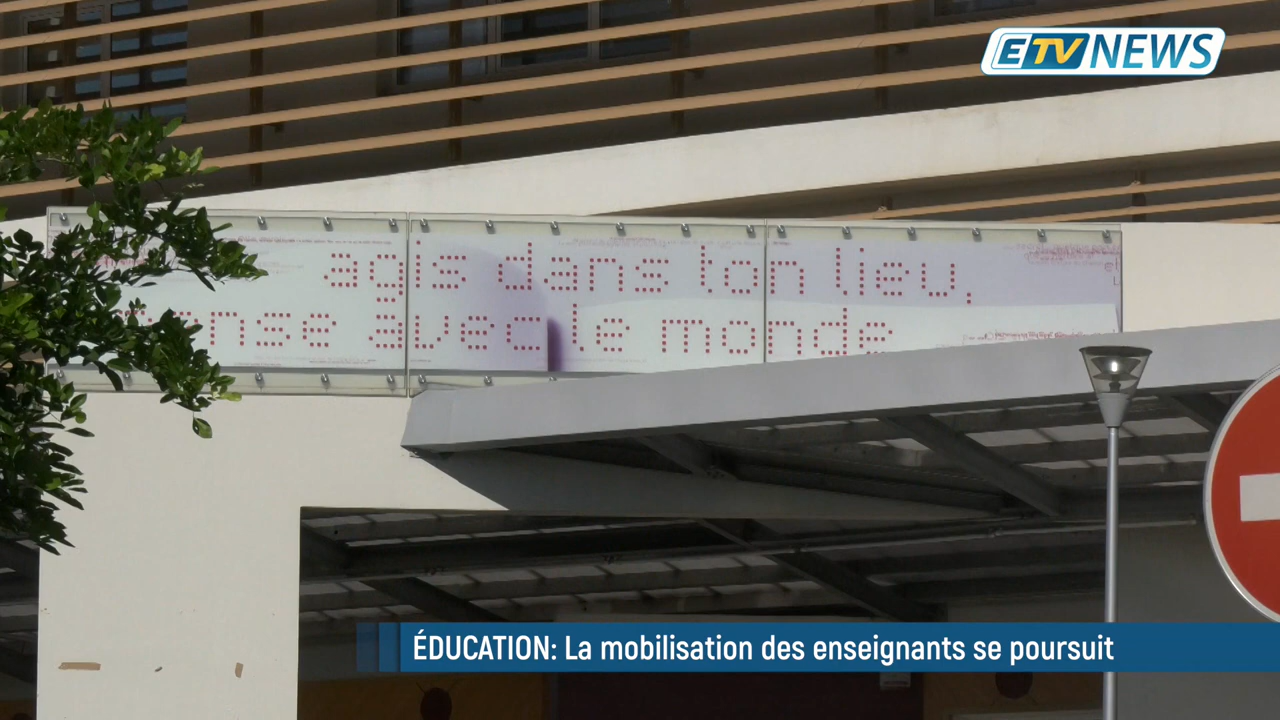 ETV NEWS
agis dans ton lieu,
pense avec le monde
ÉDUCATION: La mobilisation des enseignants se poursuit